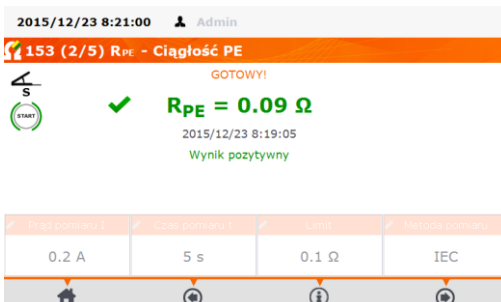 2015/12/23 8:21:00 Admin
153 (2/5) RPE - Ciągłość PE
GOTOWY!
S
START
RPE = 0.09 Ω
2015/12/23 8:19:05
Wynik pozytywny
Prąd pomiaru I Czas pomiaru t Limit Metoda pomiaru
0.2 A 5 s 0.1 Ω IEC